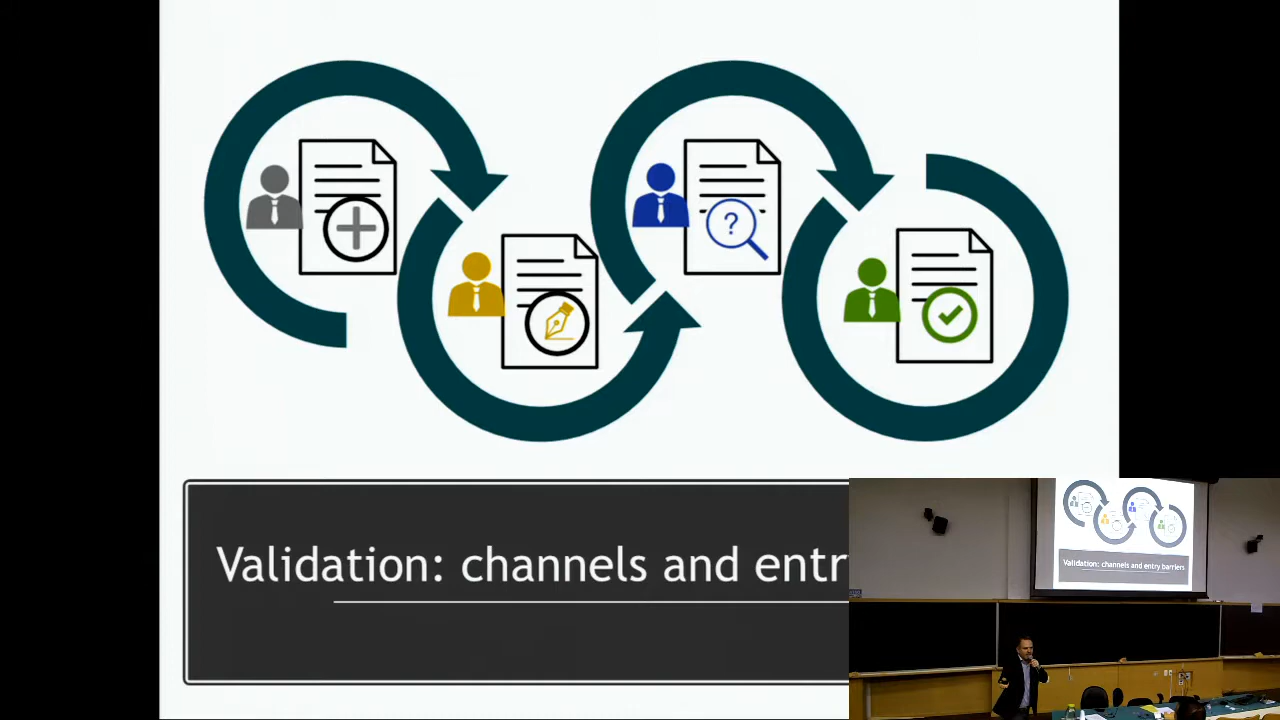 ?
Validation: channels and entr
Validation: channels and entry barriers